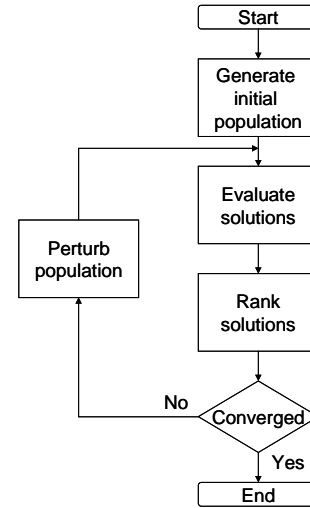 Start
Generate
initial
population
Evaluate
solutions
Perturb
population
Rank
solutions
No
Converged
Yes
End